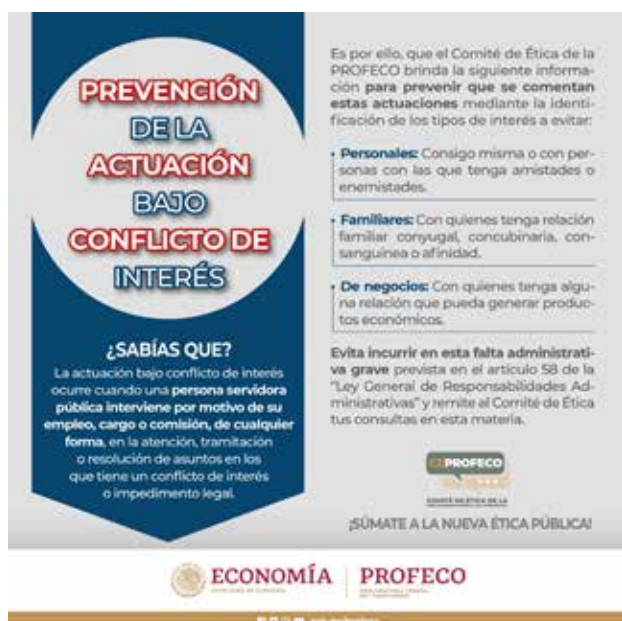 PREVENCIÓN
DE LA
ACTUACIÓN
BAJO
CONFLICTO DE
INTERÉS
¿SABÍAS QUE?
La actuación bajo conflicto de interés
ocurre cuando una persona servidora
pública interviene por motivo de su
empleo, cargo o comisión, de cualquier
forma, en la atención, tramitación
o resolución de asuntos en los
que tiene un conflicto de interés
o impedimento legal.
Es por ello, que el Comité de Ética de la
PROFECO brinda la siguiente informa-
ción para prevenir que se comentan
estas actuaciones mediante la identi-
ficación de los tipos de interés a evitar:
• Personales: Consigo misma o con per-
sonas con las que tenga amistades o
enemistades.
• Familiares: Con quienes tenga relación
familiar conyugal, concubinaria, con-
sanguínea o afinidad.
• De negocios: Con quienes tenga algu-
na relación que pueda generar produc-
tos económicos.
Evita incurrir en esta falta administrati-
va grave prevista en el artículo 58 de la
"Ley General de Responsabilidades Ad-
ministrativas" y remite al Comité de Ética
tus consultas en esta materia.
PROFECO
COMITÉ DE ÉTICA DE LA
¡SÚMATE A LA NUEVA ÉTICA PÚBLICA!
ECONOMÍA
PROFECO